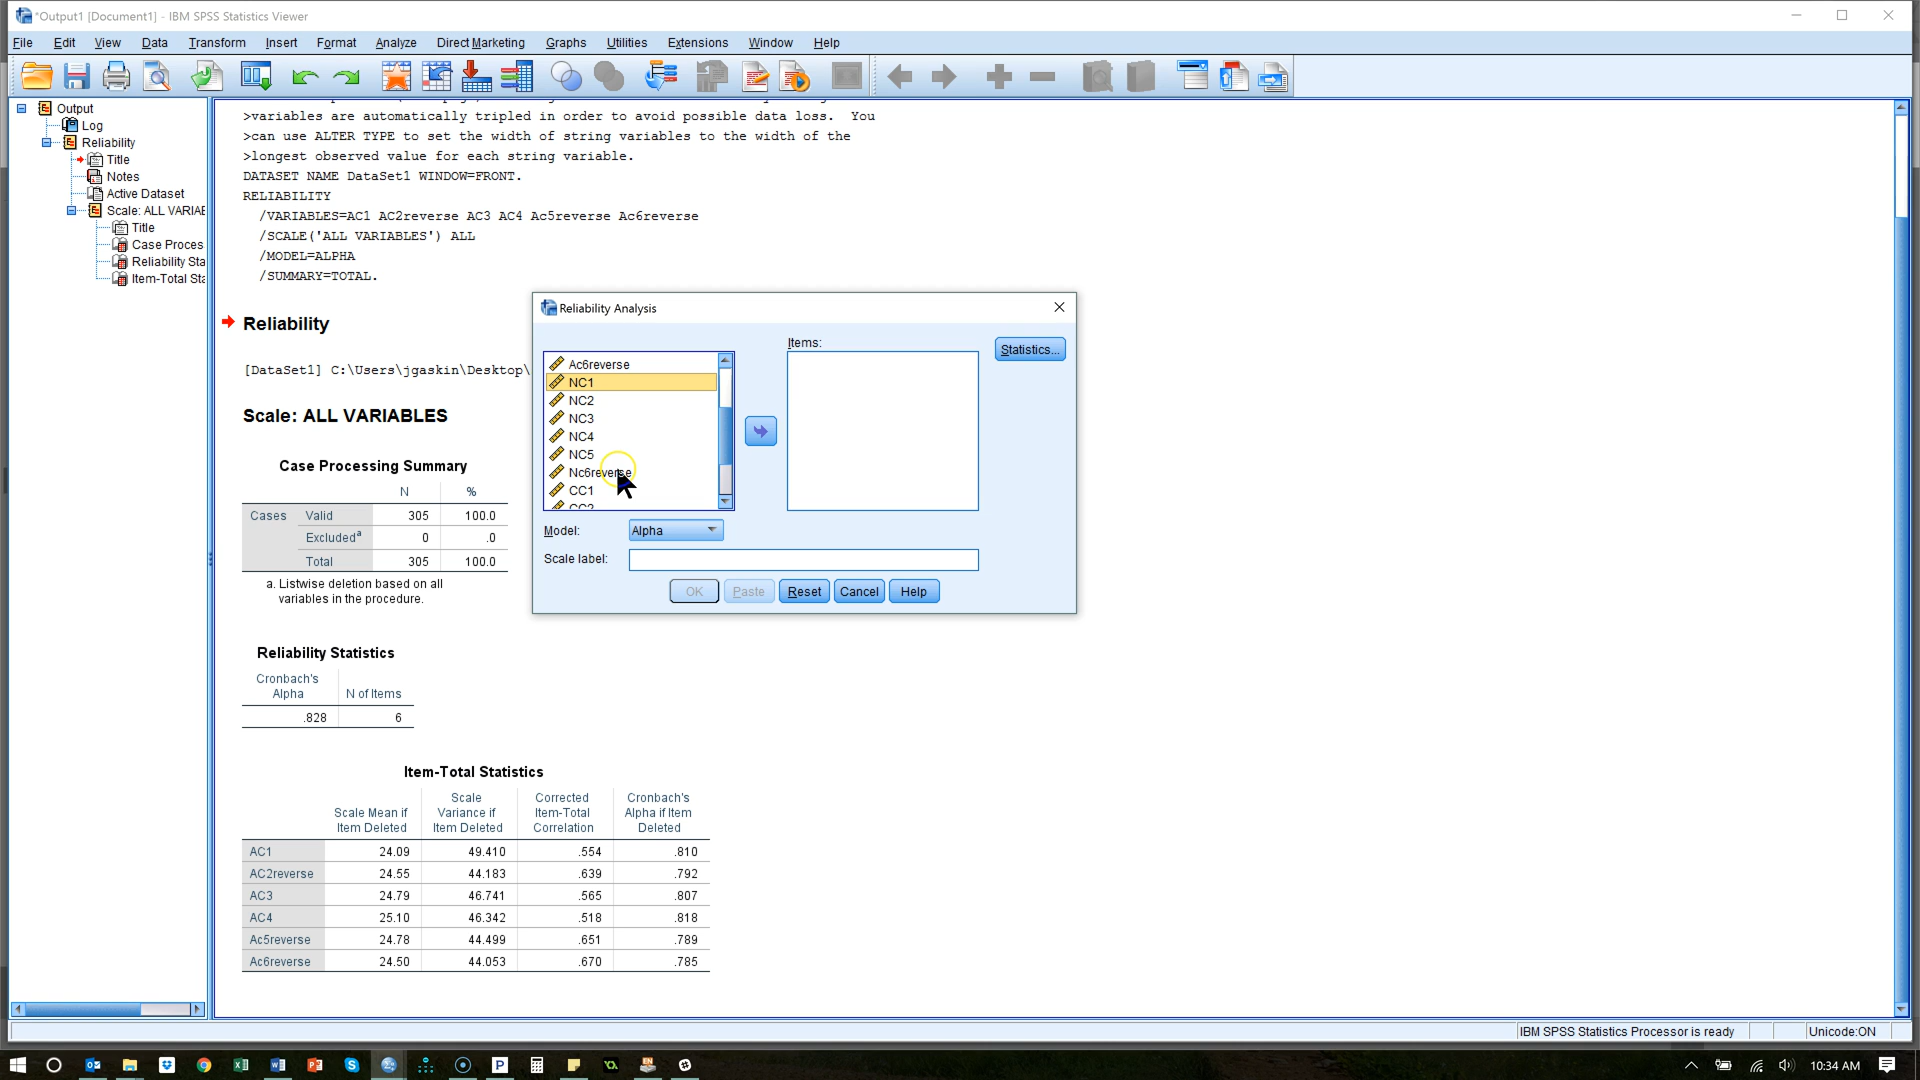 *Output1 [Document1] - IBM SPSS Statistics Viewer
File Edit View Data Transform Insert Format Analyze Direct Marketing Graphs Utilities Extensions Window Help
Output
Log
Reliability
Title
Notes
Active Dataset
Scale: ALL VARIAE
Title
Case Proces
Reliability Sta
Item-Total Sta
>variables are automatically tripled in order to avoid possible data loss. You
>can use ALTER TYPE to set the width of string variables to the width of the
>longest observed value for each string variable.
DATASET NAME DataSet1 WINDOW=FRONT.
RELIABILITY
/VARIABLES=AC1 AC2reverse AC3 AC4 Ac5reverse Ac6reverse
/SCALE('ALL VARIABLES') ALL
/MODEL=ALPHA
/SUMMARY=TOTAL.
Reliability
[DataSet1] C:\Users\jgaskin\Desktop\
Scale: ALL VARIABLES
Case Processing Summary
N %
Cases Valid 305 100.0
Excludedª 0 .0
Total 305 100.0
a. Listwise deletion based on all
variables in the procedure.
Reliability Statistics
Cronbach's
Alpha N of Items
.828 6
Item-Total Statistics
Scale Mean if
Item Deleted
Scale
Variance if
Item Deleted
Corrected
Item-Total
Correlation
Cronbach's
Alpha if Item
Deleted
AC1 24.09 49.410 .554 .810
AC2reverse 24.55 44.183 .639 .792
AC3 24.79 46.741 .565 .807
AC4 25.10 46.342 .518 .818
Ac5reverse 24.78 44.499 .651 .789
Ac6reverse 24.50 44.053 .670 .785
Reliability Analysis
Items:
Statistics...
Ac6reverse
NC1
NC2
NC3
NC4
NC5
Nc6reverse
CC1
CC2
Model: Alpha
Scale label:
OK Paste Reset Cancel Help
IBM SPSS Statistics Processor is ready
Unicode:ON
10:34 AM